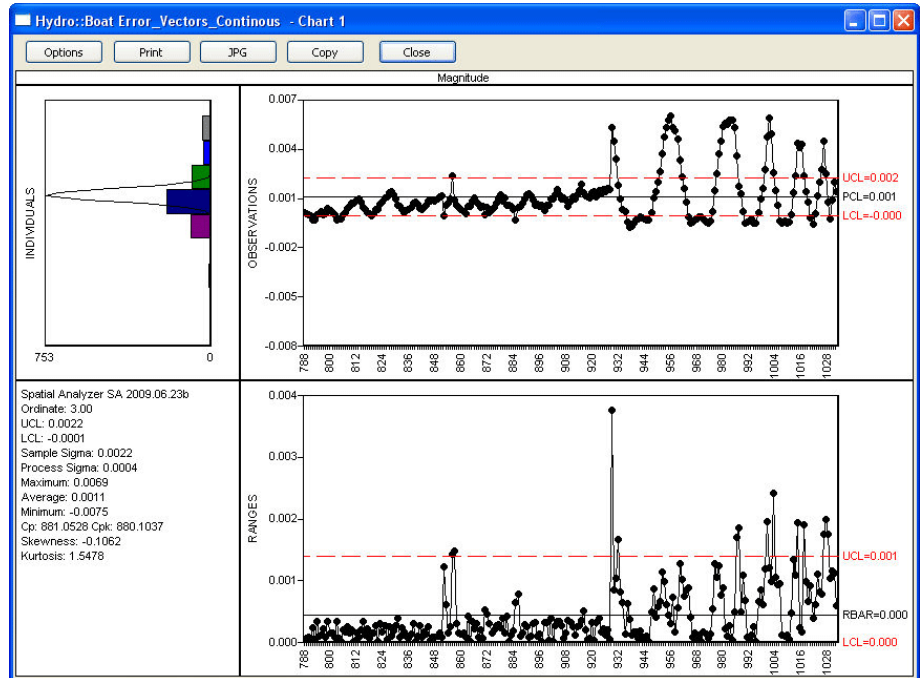 Hydro::Boat Error_Vectors_Continous - Chart 1
Options Print JPG Copy Close
Magnitude
INDIVIDUALS
753 0
OBSERVATIONS
0.007
0.004
0.001
-0.002
-0.005
-0.008
UCL=0.002
PCL=0.001
LCL=-0.000
788 800 812 824 836 848 860 872 884 896 908 920 932 944 956 968 980 992 1004 1016 1028
Spatial Analyzer SA 2009.06.23b
Ordinate: 3.00
UCL: 0.0022
LCL: -0.0001
Sample Sigma: 0.0022
Process Sigma: 0.0004
Maximum: 0.0069
Average: 0.0011
Minimum: -0.0075
Cp: 881.0528 Cpk: 880.1037
Skewness: -0.1062
Kurtosis: 1.5478
RANGES
0.004
0.003
0.002
0.001
0.000
UCL=0.001
RBAR=0.000
LCL=0.000
788 800 812 824 836 848 860 872 884 896 908 920 932 944 956 968 980 992 1004 1016 1028